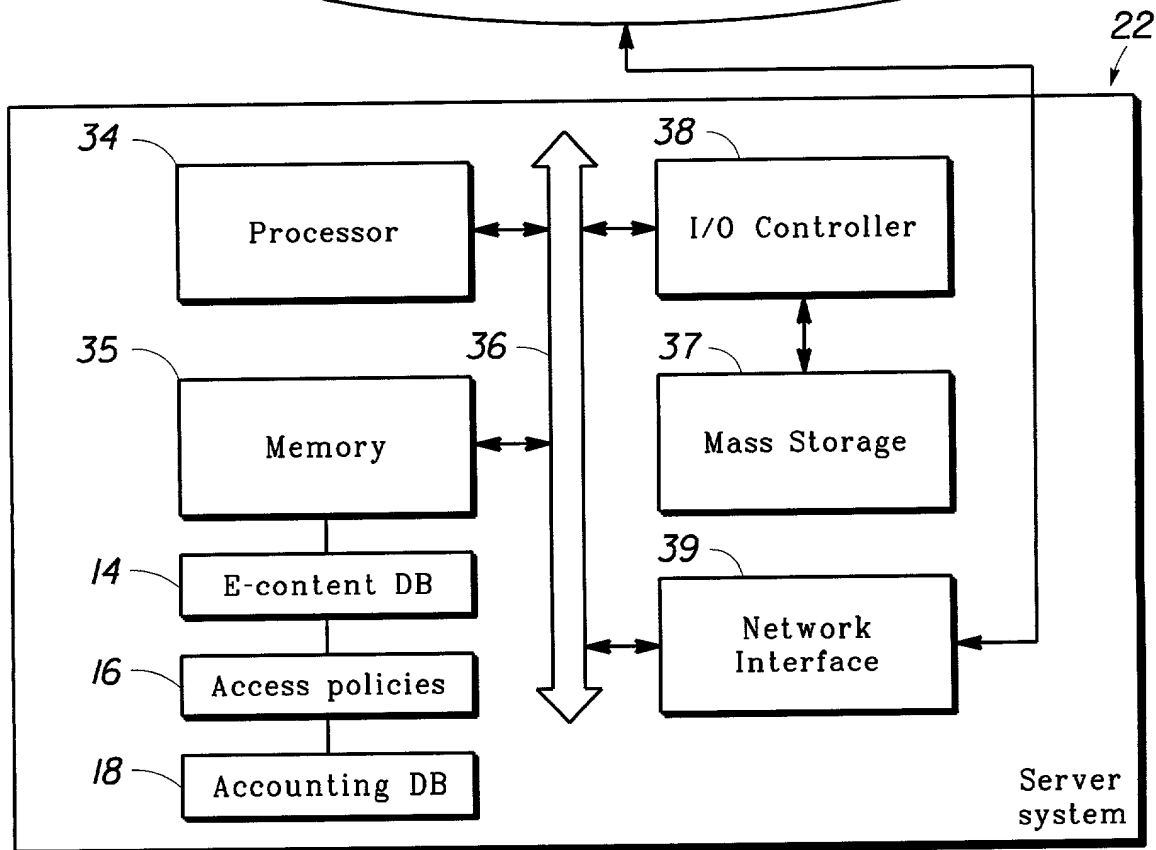 22
34
Processor
38
I/O Controller
35
Memory
36
37
Mass Storage
14
E-content DB
39
Network
Interface
16
Access policies
18
Accounting DB
Server
system